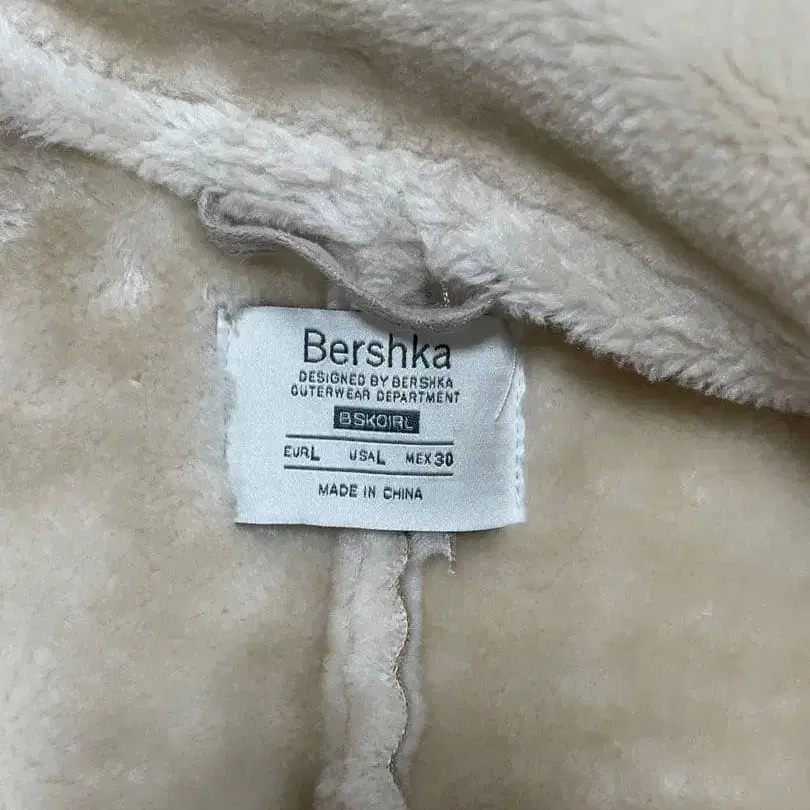 Bershka
DESIGNED BY BERSHKA
OUTERWEAR DEPARTMENT
BSKGIRL
EUR L USA L MEX 30
MADE IN CHINA